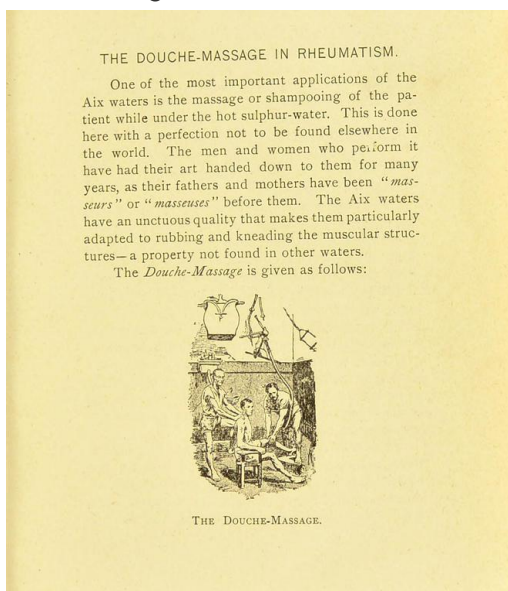 THE DOUCHE-MASSAGE IN RHEUMATISM.
One of the most important applications of the
Aix waters is the massage or shampooing of the pa-
tient while under the hot sulphur-water. This is done
here with a perfection not to be found elsewhere in
the world. The men and women who perform it
have had their art handed down to them for many
years, as their fathers and mothers have been "mas-
seurs" or "masseuses" before them. The Aix waters
have an unctuous quality that makes them particularly
adapted to rubbing and kneading the muscular struc-
tures—a property not found in other waters.
The Douche-Massage is given as follows:
THE DOUCHE-MASSAGE.